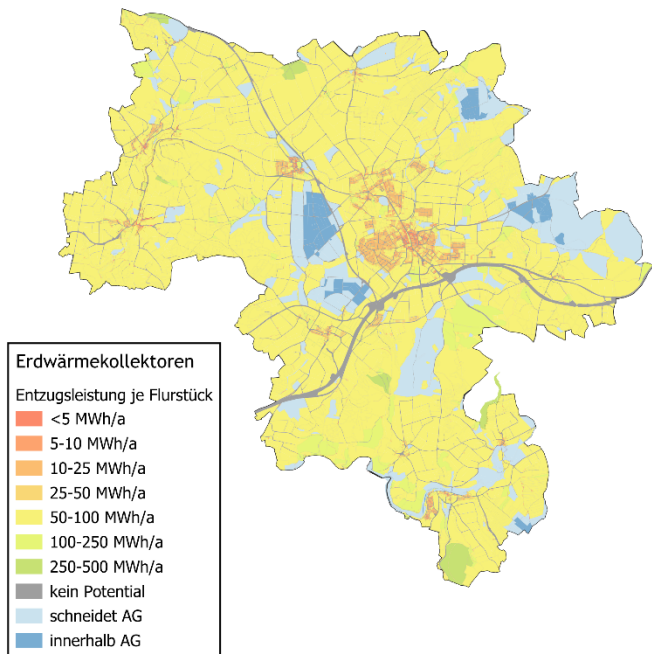 Erdwärmekollektoren
Entzugsleistung je Flurstück
<5 MWh/a
5-10 MWh/a
10-25 MWh/a
25-50 MWh/a
50-100 MWh/a
100-250 MWh/a
250-500 MWh/a
kein Potential
schneidet AG
innerhalb AG